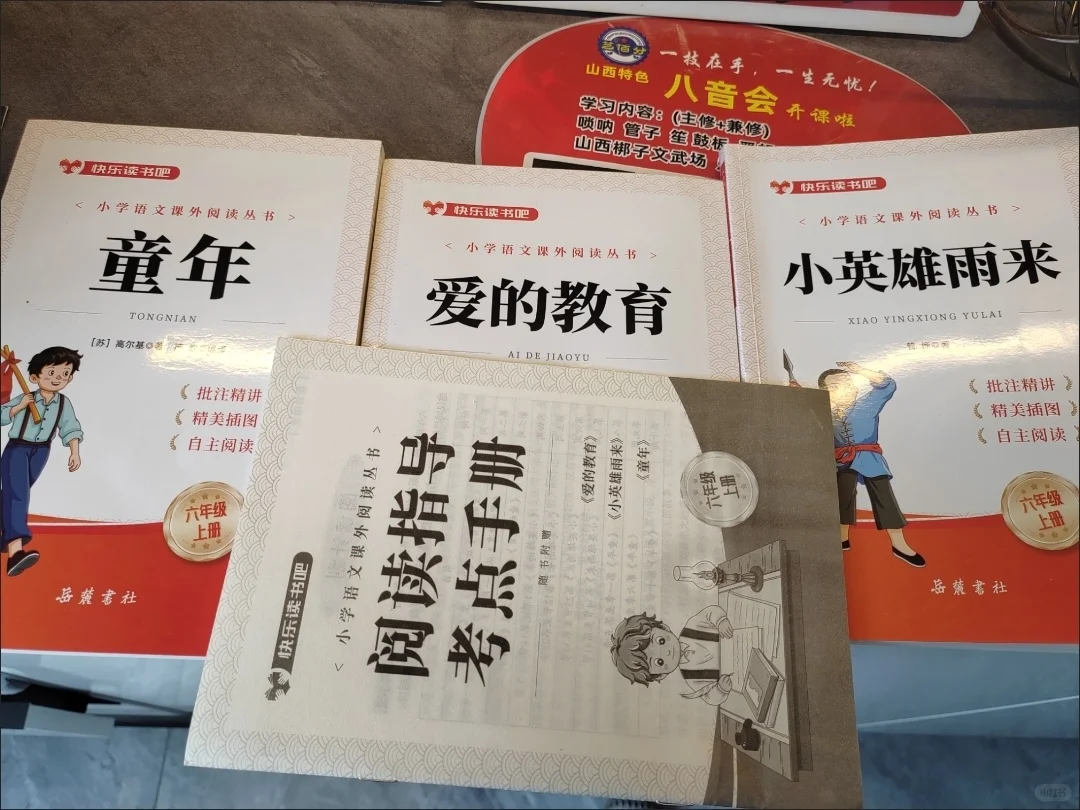 茗佰分
一技在手，一生无忧！
山西特色
八音会 开课啦
学习内容：(主修+兼修)
唢呐 管子 笙 鼓板
山西梆子文武场
快乐读书吧
< 小学语文课外阅读丛书 >
童年
TONGNIAN
[苏] 高尔基◎著
批注精讲
精美插图
自主阅读
六年级
上册
岳麓书社
快乐读书吧
< 小学语文课外阅读丛书 >
爱的教育
AI DE JIAOYU
快乐读书吧
< 小学语文课外阅读丛书 >
小英雄雨来
XIAO YINGXIONG YULAI
批注精讲
精美插图
自主阅读
六年级
上册
岳麓书社
快乐读书吧
< 小学语文课外阅读丛书 >
阅读指导
考点手册
随书附赠
《爱的教育》
《小英雄雨来》
《童年》
六年级
上册
小红书